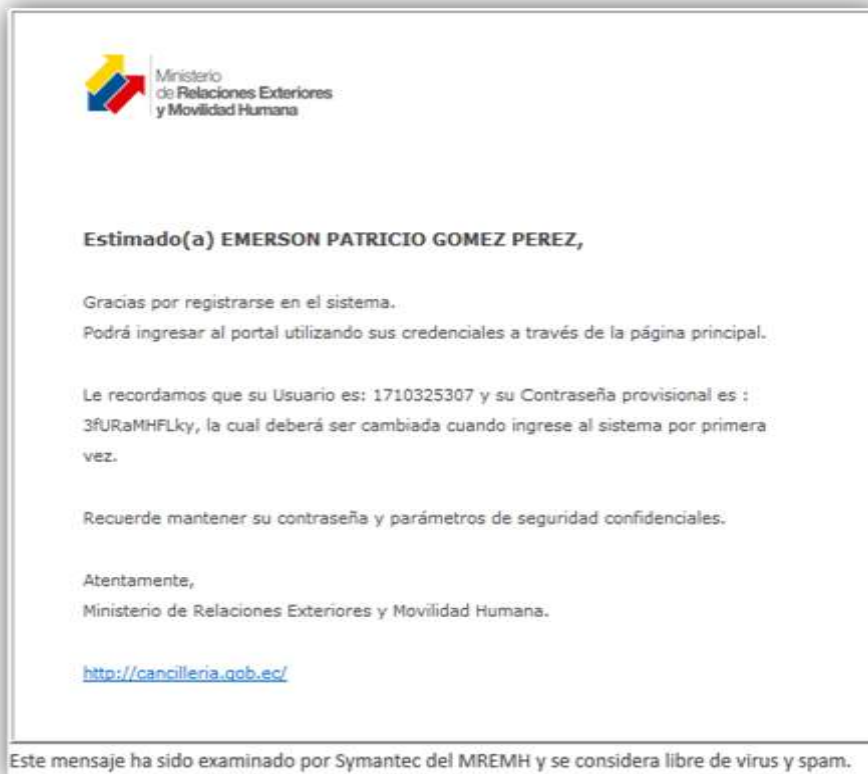 Ministerio
de Relaciones Exteriores
y Movilidad Humana
Estimado(a) EMERSON PATRICIO GOMEZ PEREZ,
Gracias por registrarse en el sistema.
Podrá ingresar al portal utilizando sus credenciales a través de la página principal.
Le recordamos que su Usuario es: 1710325307 y su Contraseña provisional es :
3fURaMHFLky, la cual deberá ser cambiada cuando ingrese al sistema por primera
vez.
Recuerde mantener su contraseña y parámetros de seguridad confidenciales.
Atentamente,
Ministerio de Relaciones Exteriores y Movilidad Humana.
http://cancilleria.gob.ec/
Este mensaje ha sido examinado por Symantec del MREMH y se considera libre de virus y spam.